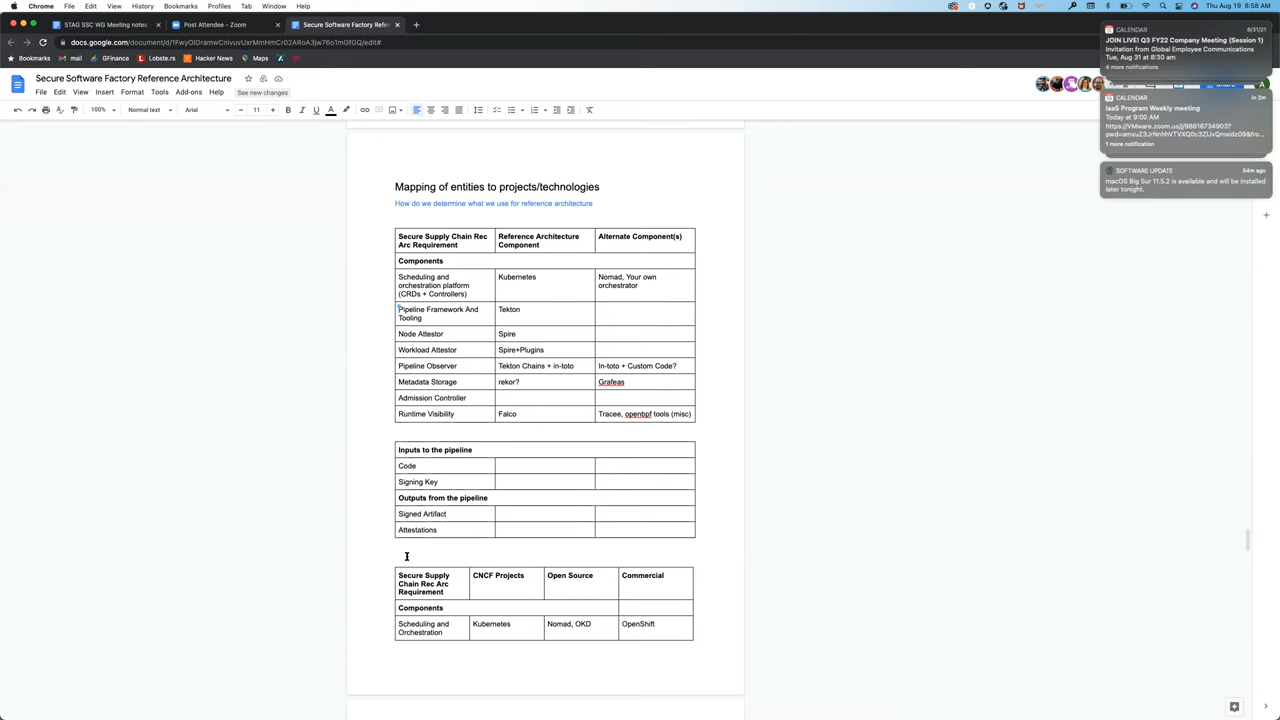 Chrome File Edit View History Bookmarks Profiles Tab Window Help Thu Aug 19 8:58 AM
STAG SSC WG Meeting notes Post Attendee - Zoom Secure Software Factory Refere
Bookmarks mail GFinance Lobste.rs Hacker News Maps
Secure Software Factory Reference Architecture
File Edit View Insert Format Tools Add-ons Help See new changes
100% Normal text Arial 11
CALENDAR 8/31/21
JOIN LIVE! Q3 FY22 Company Meeting (Session 1)
Invitation from Global Employee Communications
Tue, Aug 31 at 8:30 am
4 more notifications
CALENDAR in 2m
IaaS Program Weekly meeting
Today at 9:00 AM
1 more notification
SOFTWARE UPDATE 54m ago
macOS Big Sur 11.5.2 is available and will be installed
later tonight.
Mapping of entities to projects/technologies
How do we determine what we use for reference architecture
Secure Supply Chain Rec
Arc Requirement
Reference Architecture
Component
Alternate Component(s)
Components
Scheduling and
orchestration platform
(CRDs + Controllers)
Kubernetes
Nomad, Your own
orchestrator
Pipeline Framework And
Tooling
Tekton
Node Attestor Spire
Workload Attestor Spire+Plugins
Pipeline Observer Tekton Chains + in-toto In-toto + Custom Code?
Metadata Storage rekor? Grafeas
Admission Controller
Runtime Visibility Falco Tracee, openbpf tools (misc)
Inputs to the pipeline
Code
Signing Key
Outputs from the pipeline
Signed Artifact
Attestations
Secure Supply
Chain Rec Arc
Requirement
CNCF Projects
Open Source
Commercial
Components
Scheduling and
Orchestration
Kubernetes
Nomad, OKD
OpenShift